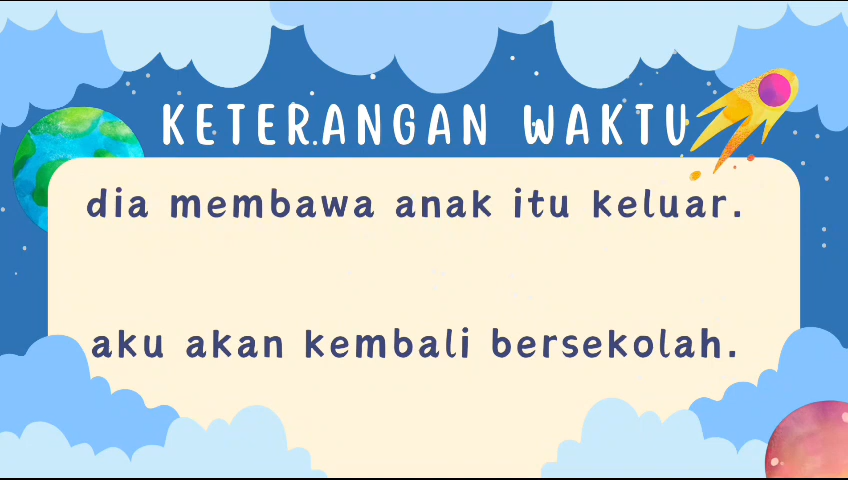 KETERANGAN WAKTU
dia membawa anak itu keluar.
aku akan kembali bersekolah.